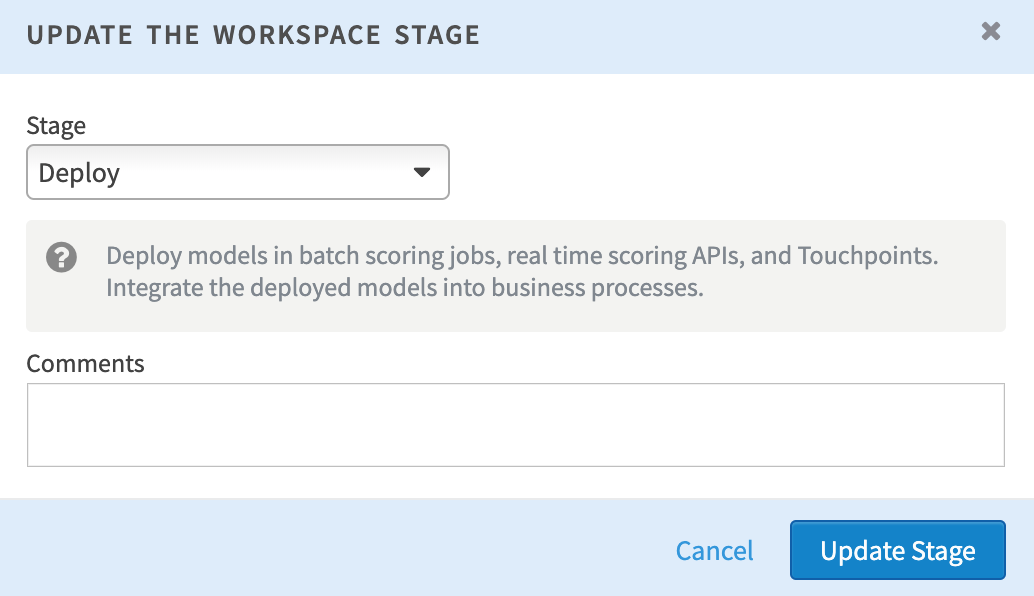 UPDATE THE WORKSPACE STAGE
Stage
Deploy
Deploy models in batch scoring jobs, real time scoring APIs, and Touchpoints.
Integrate the deployed models into business processes.
Comments
Cancel
Update Stage